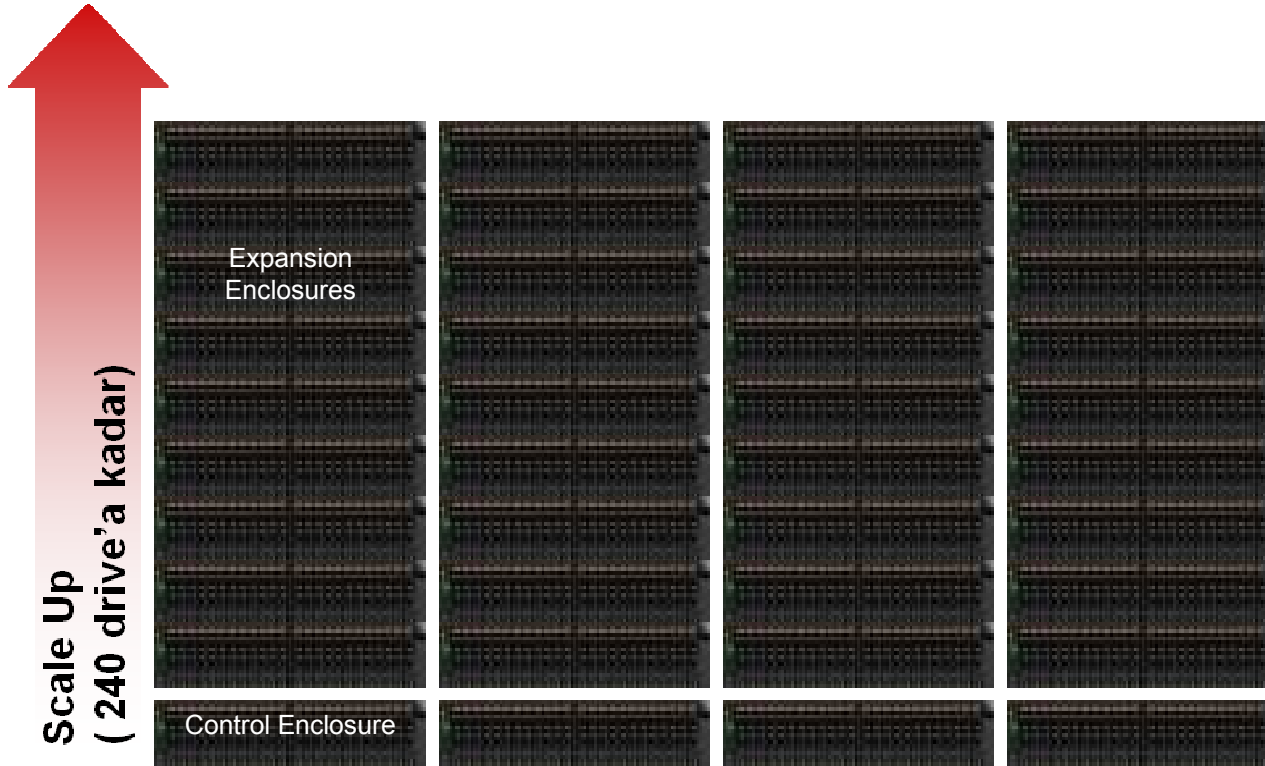 Expansion
Enclosures
Control Enclosure
Scale Up
( 240 drive’a kadar)